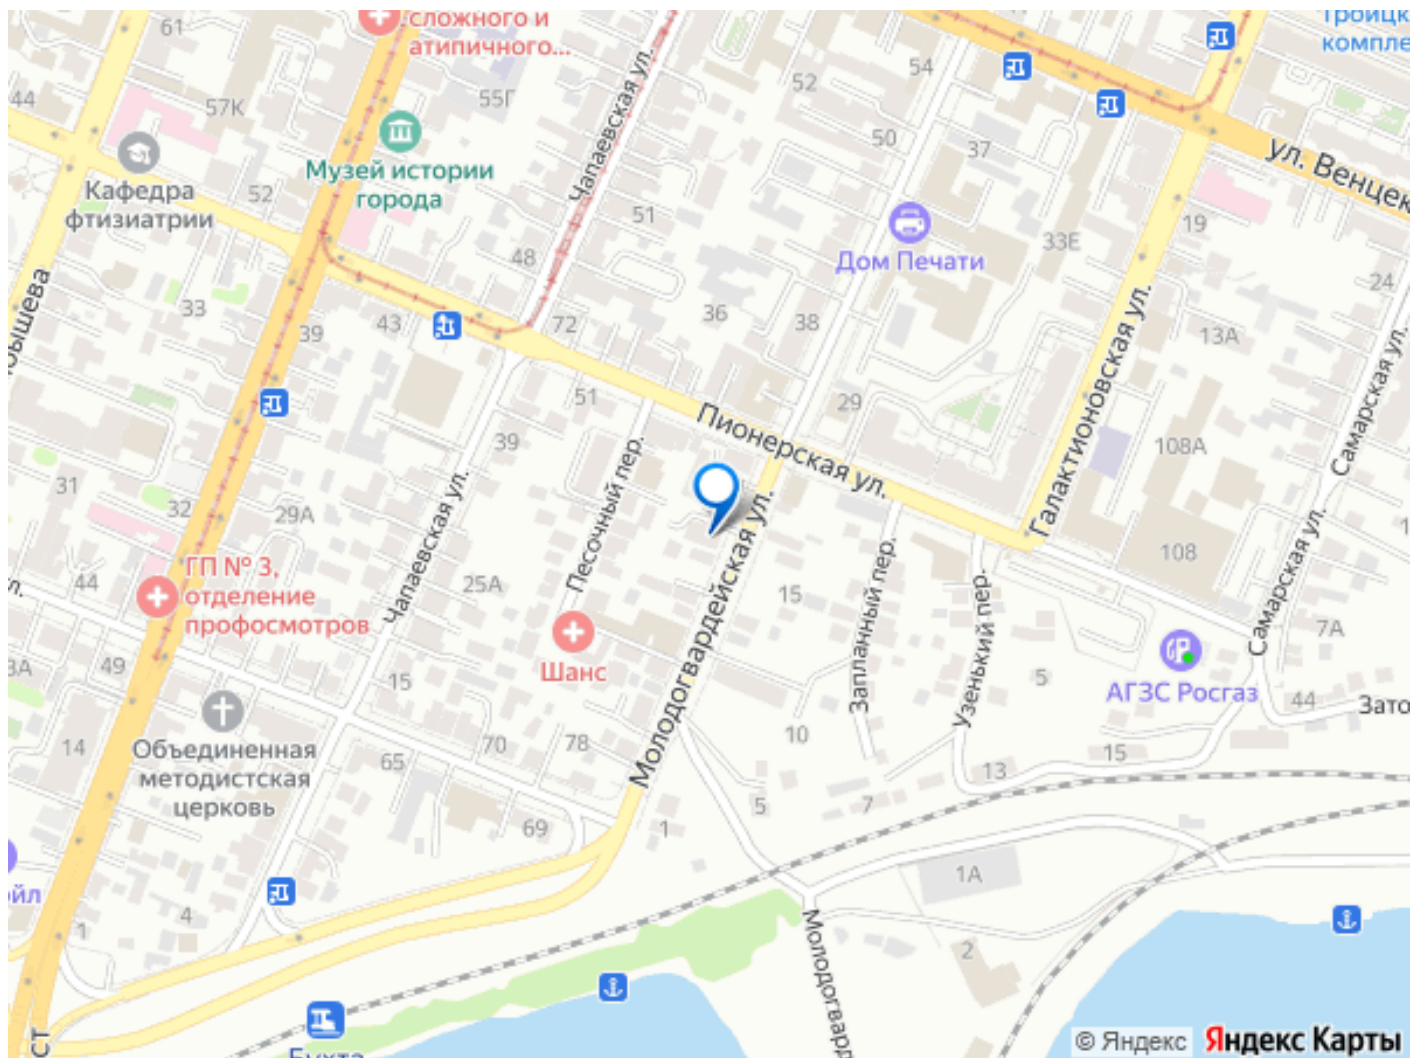 61
сложного и
атипичного...
Троицк
компле
44
57К
55Г
52
54
50
37
Чапаевская ул.
ул. Венцек
Музей истории
города
Кафедра
фтизиатрии
52
51
19
33Е
Дом Печати
48
24
33
39
43
72
36
38
13А
Галактионовская ул.
Самарская ул.
51
29
Пионерская ул.
39
108А
31
32
29А
Чапаевская ул.
Песочный пер.
Молодогвардейская ул.
108
44
ГП № 3,
отделение
профосмотров
25А
15
Запланный пер.
Узенький пер.
Самарская ул.
7А
3А
49
Шанс
15
5
АГЗС Росгаз
44
Зато
14
Объединенная
методистская
церковь
65
70
78
10
15
13
7
5
69
1
1А
ойл
4
1
2
Молодогвард
Бухта
© Яндекс
Яндекс Карты